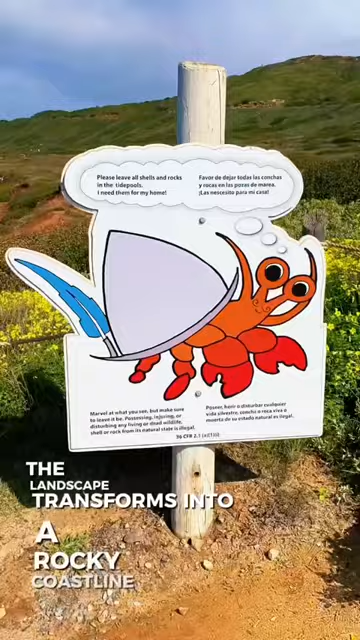 Please leave all shells and rocks
in the tidepools.
I need them for my home!
Favor de dejar todas las conchas
y rocas en las pozas de marea.
¡Las necesito para mi casa!
Marvel at what you see, but make sure
to leave it be. Possessing, injuring, or
disturbing any living or dead wildlife,
shell or rock from its natural state is illegal.
Poseer, herir o disturbar cualquier
vida silvestre, concha o roca viva o
muerta de su estado natural es ilegal.
36 CFR 2.1 (a)(1)(i)
THE
LANDSCAPE
TRANSFORMS INTO
A
ROCKY
COASTLINE